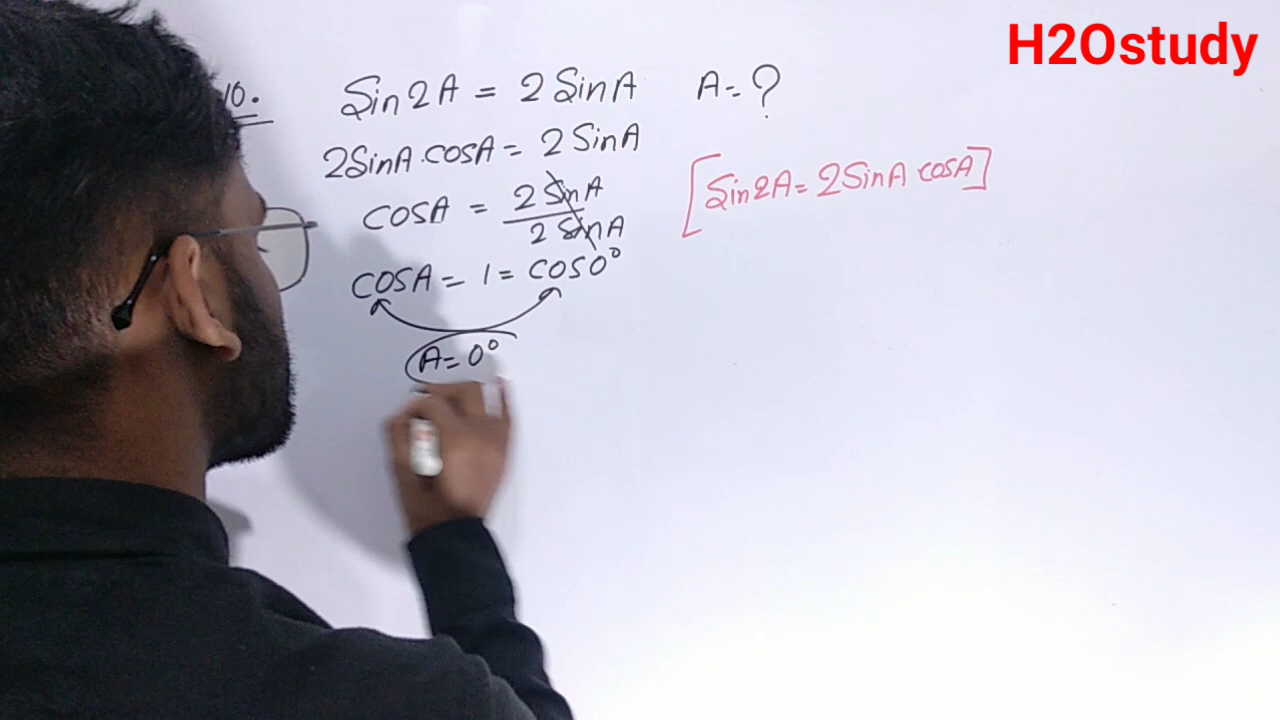 H2Ostudy
10. Sin2A = 2SinA A=?
2SinA.cosA = 2SinA
[Sin2A=2SinA.cosA]
cosA = 2SinA / 2SinA
cosA = 1 = cos0°
A=0°